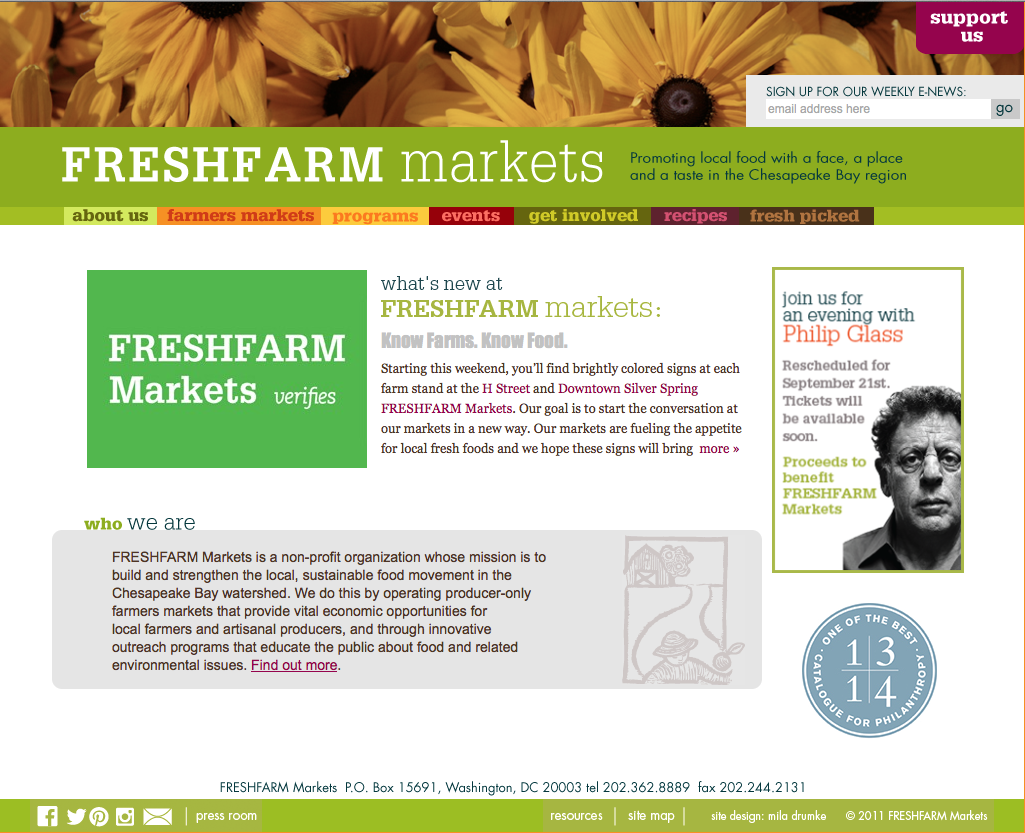 support
us
SIGN UP FOR OUR WEEKLY E-NEWS:
email address here
go
FRESHFARM markets
Promoting local food with a face, a place
and a taste in the Chesapeake Bay region
about us farmers markets programs events get involved recipes fresh picked
FRESHFARM
Markets verifies
what's new at
FRESHFARM markets:
Know Farms. Know Food.
Starting this weekend, you’ll find brightly colored signs at each
farm stand at the H Street and Downtown Silver Spring
FRESHFARM Markets. Our goal is to start the conversation at
our markets in a new way. Our markets are fueling the appetite
for local fresh foods and we hope these signs will bring more »
join us for
an evening with
Philip Glass
Rescheduled for
September 21st.
Tickets will
be available
soon.
Proceeds to
benefit
FRESHFARM
Markets
who we are
FRESHFARM Markets is a non-profit organization whose mission is to
build and strengthen the local, sustainable food movement in the
Chesapeake Bay watershed. We do this by operating producer-only
farmers markets that provide vital economic opportunities for
local farmers and artisanal producers, and through innovative
outreach programs that educate the public about food and related
environmental issues. Find out more.
· ONE OF THE BEST ·
13
14
CATALOGUE FOR PHILANTHROPY
FRESHFARM Markets P.O. Box 15691, Washington, DC 20003 tel 202.362.8889 fax 202.244.2131
press room resources site map site design: mila drumke © 2011 FRESHFARM Markets